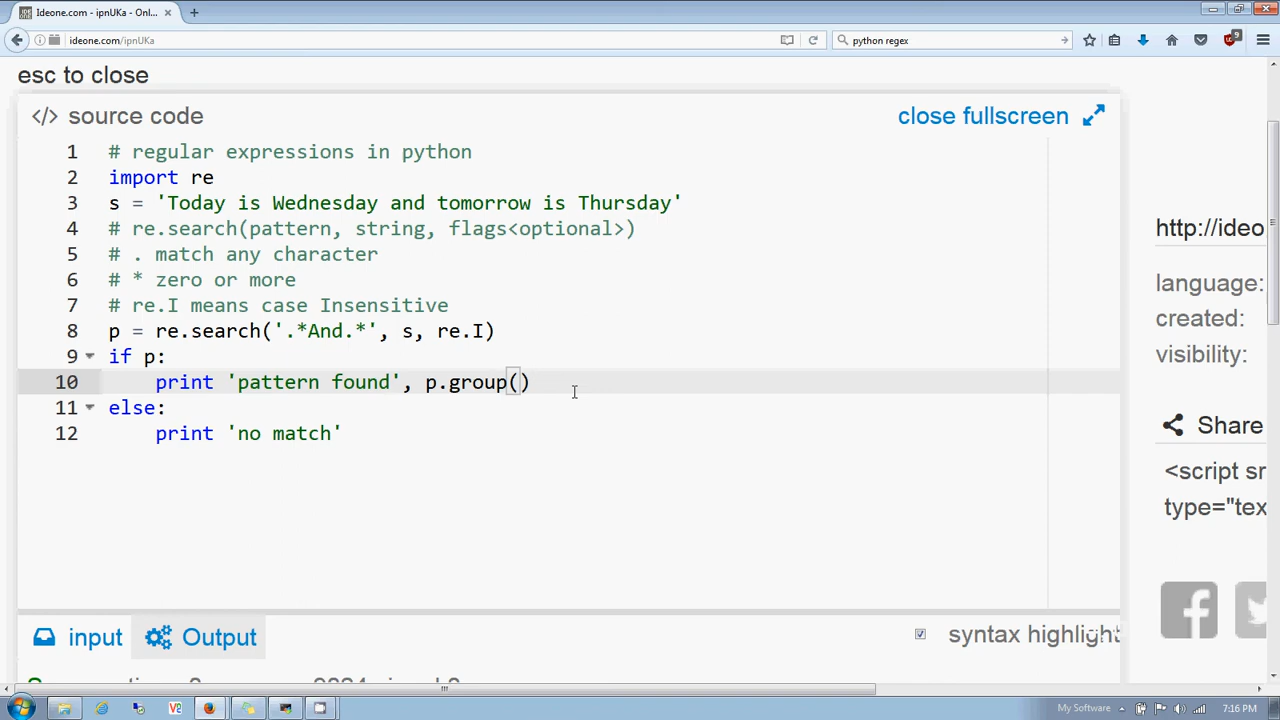 Ideone.com - ipnUKa - Onl...
ideone.com/ipnUKa
python regex
9
esc to close
</> source code
close fullscreen
1 # regular expressions in python
2 import re
3 s = 'Today is Wednesday and tomorrow is Thursday'
4 # re.search(pattern, string, flags<optional>)
5 # . match any character
6 # * zero or more
7 # re.I means case Insensitive
8 p = re.search('.*And.*', s, re.I)
9 if p:
10 print 'pattern found', p.group()
11 else:
12 print 'no match'
http://ideo
language:
created:
visibility:
Share
<script sr
type="tex
input
Output
syntax highlight
My Software
7:16 PM